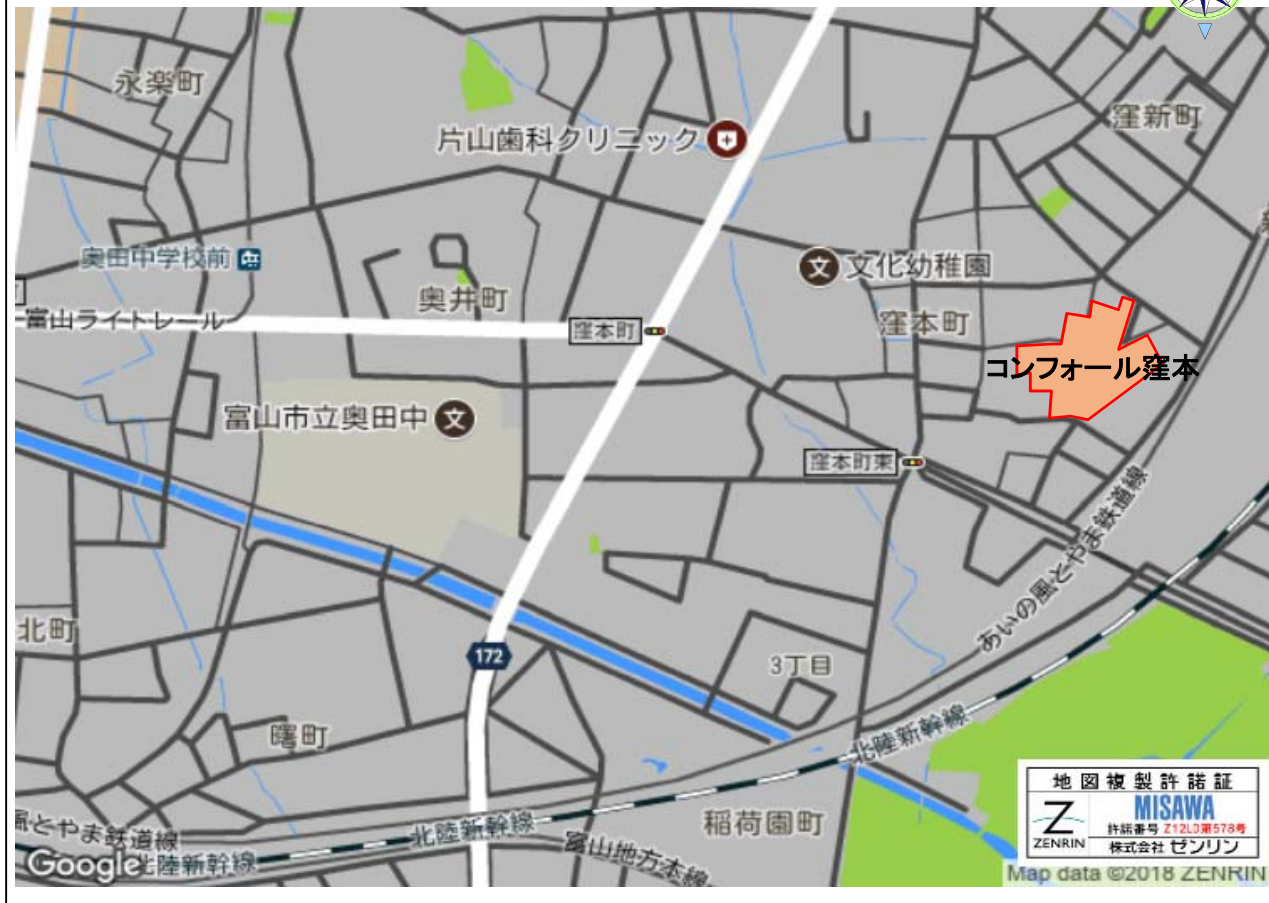 永楽町
窪新町
片山歯科クリニック
奥田中学校前
文化幼稚園
奥井町
富山ライトレール
窪本町
窪本町
コンフォール窪本
富山市立奥田中
窪本町東
あいの風とやま鉄道線
北町
172
3丁目
曙町
北陸新幹線
稲荷園町
風とやま鉄道線
北陸新幹線
富山地方本線
Google
北陸新幹線
地図複製許諾証
ZENRIN
MISAWA
許諾番号 Z12LD第578号
株式会社 ゼンリン
Map data ©2018 ZENRIN